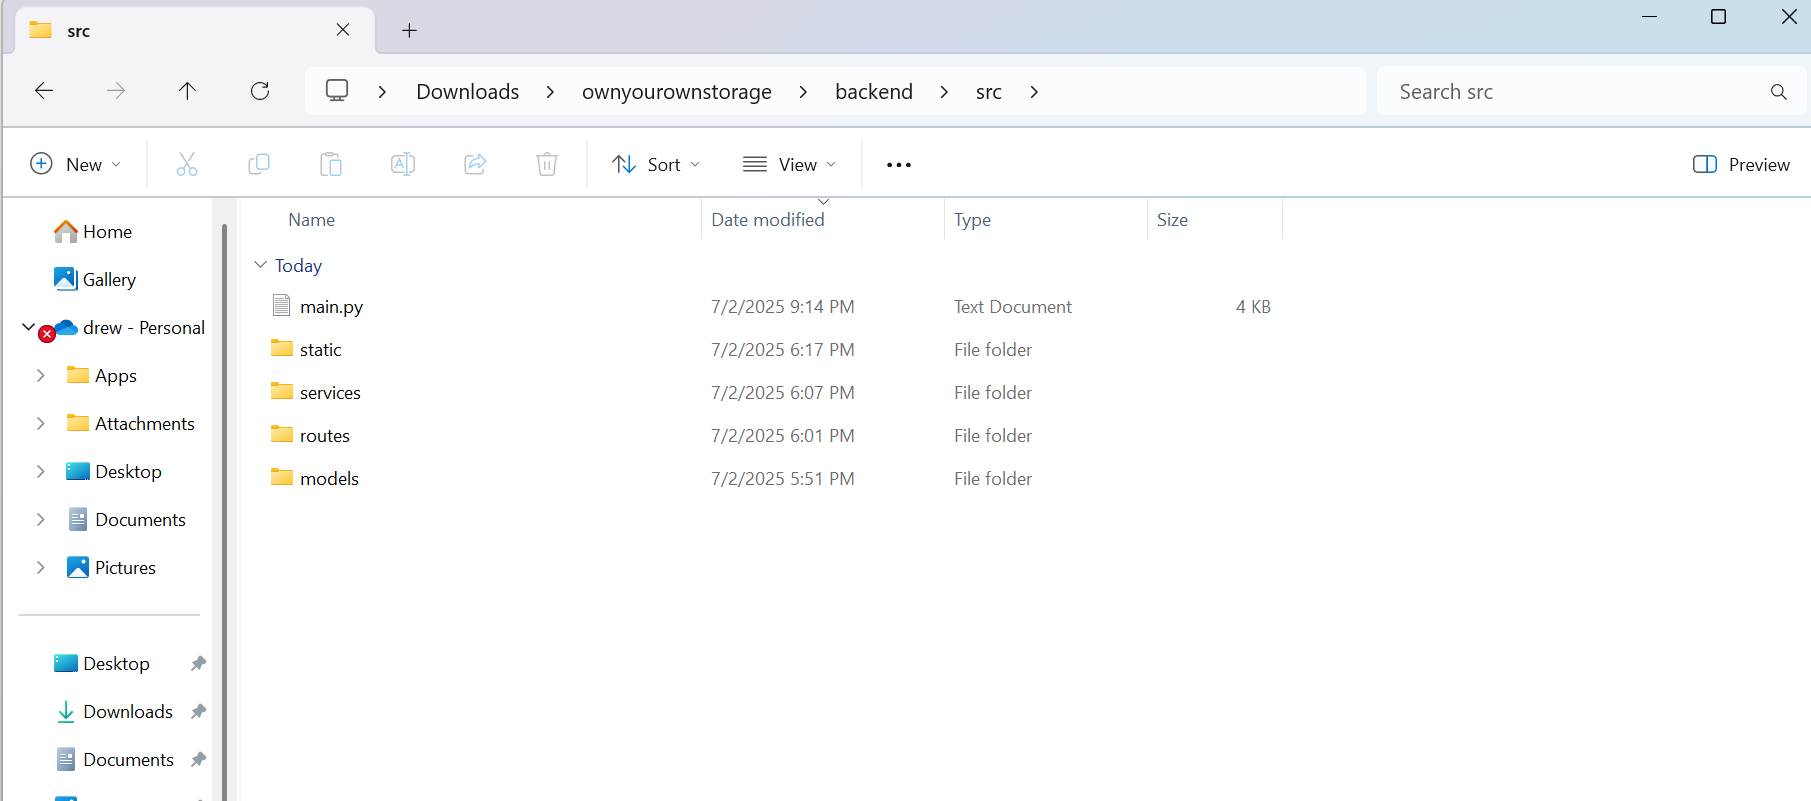 src
Downloads > ownyourownstorage > backend > src >
Search src
New
Sort
View
Preview
Home
Gallery
drew - Personal
Apps
Attachments
Desktop
Documents
Pictures
Desktop
Downloads
Documents
Name Date modified Type Size
Today
main.py 7/2/2025 9:14 PM Text Document 4 KB
static 7/2/2025 6:17 PM File folder
services 7/2/2025 6:07 PM File folder
routes 7/2/2025 6:01 PM File folder
models 7/2/2025 5:51 PM File folder